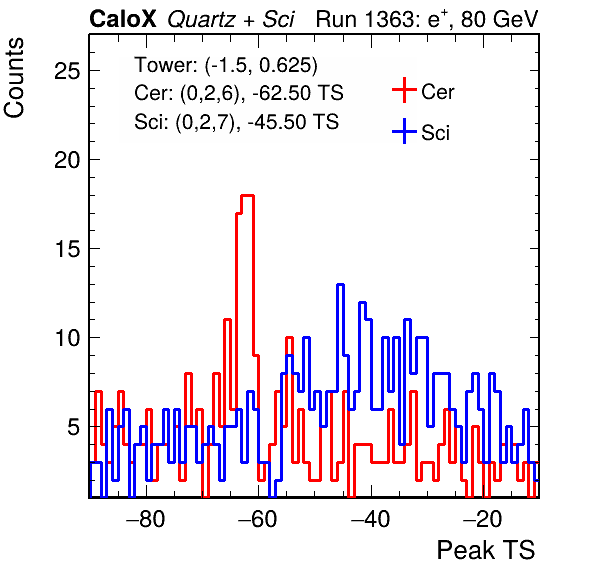 CaloX Quartz + Sci Run 1363: e⁺, 80 GeV
Counts
Tower: (-1.5, 0.625)
Cer: (0,2,6), -62.50 TS
Sci: (0,2,7), -45.50 TS
Cer
Sci
25
20
15
10
5
−80 −60 −40 −20
Peak TS